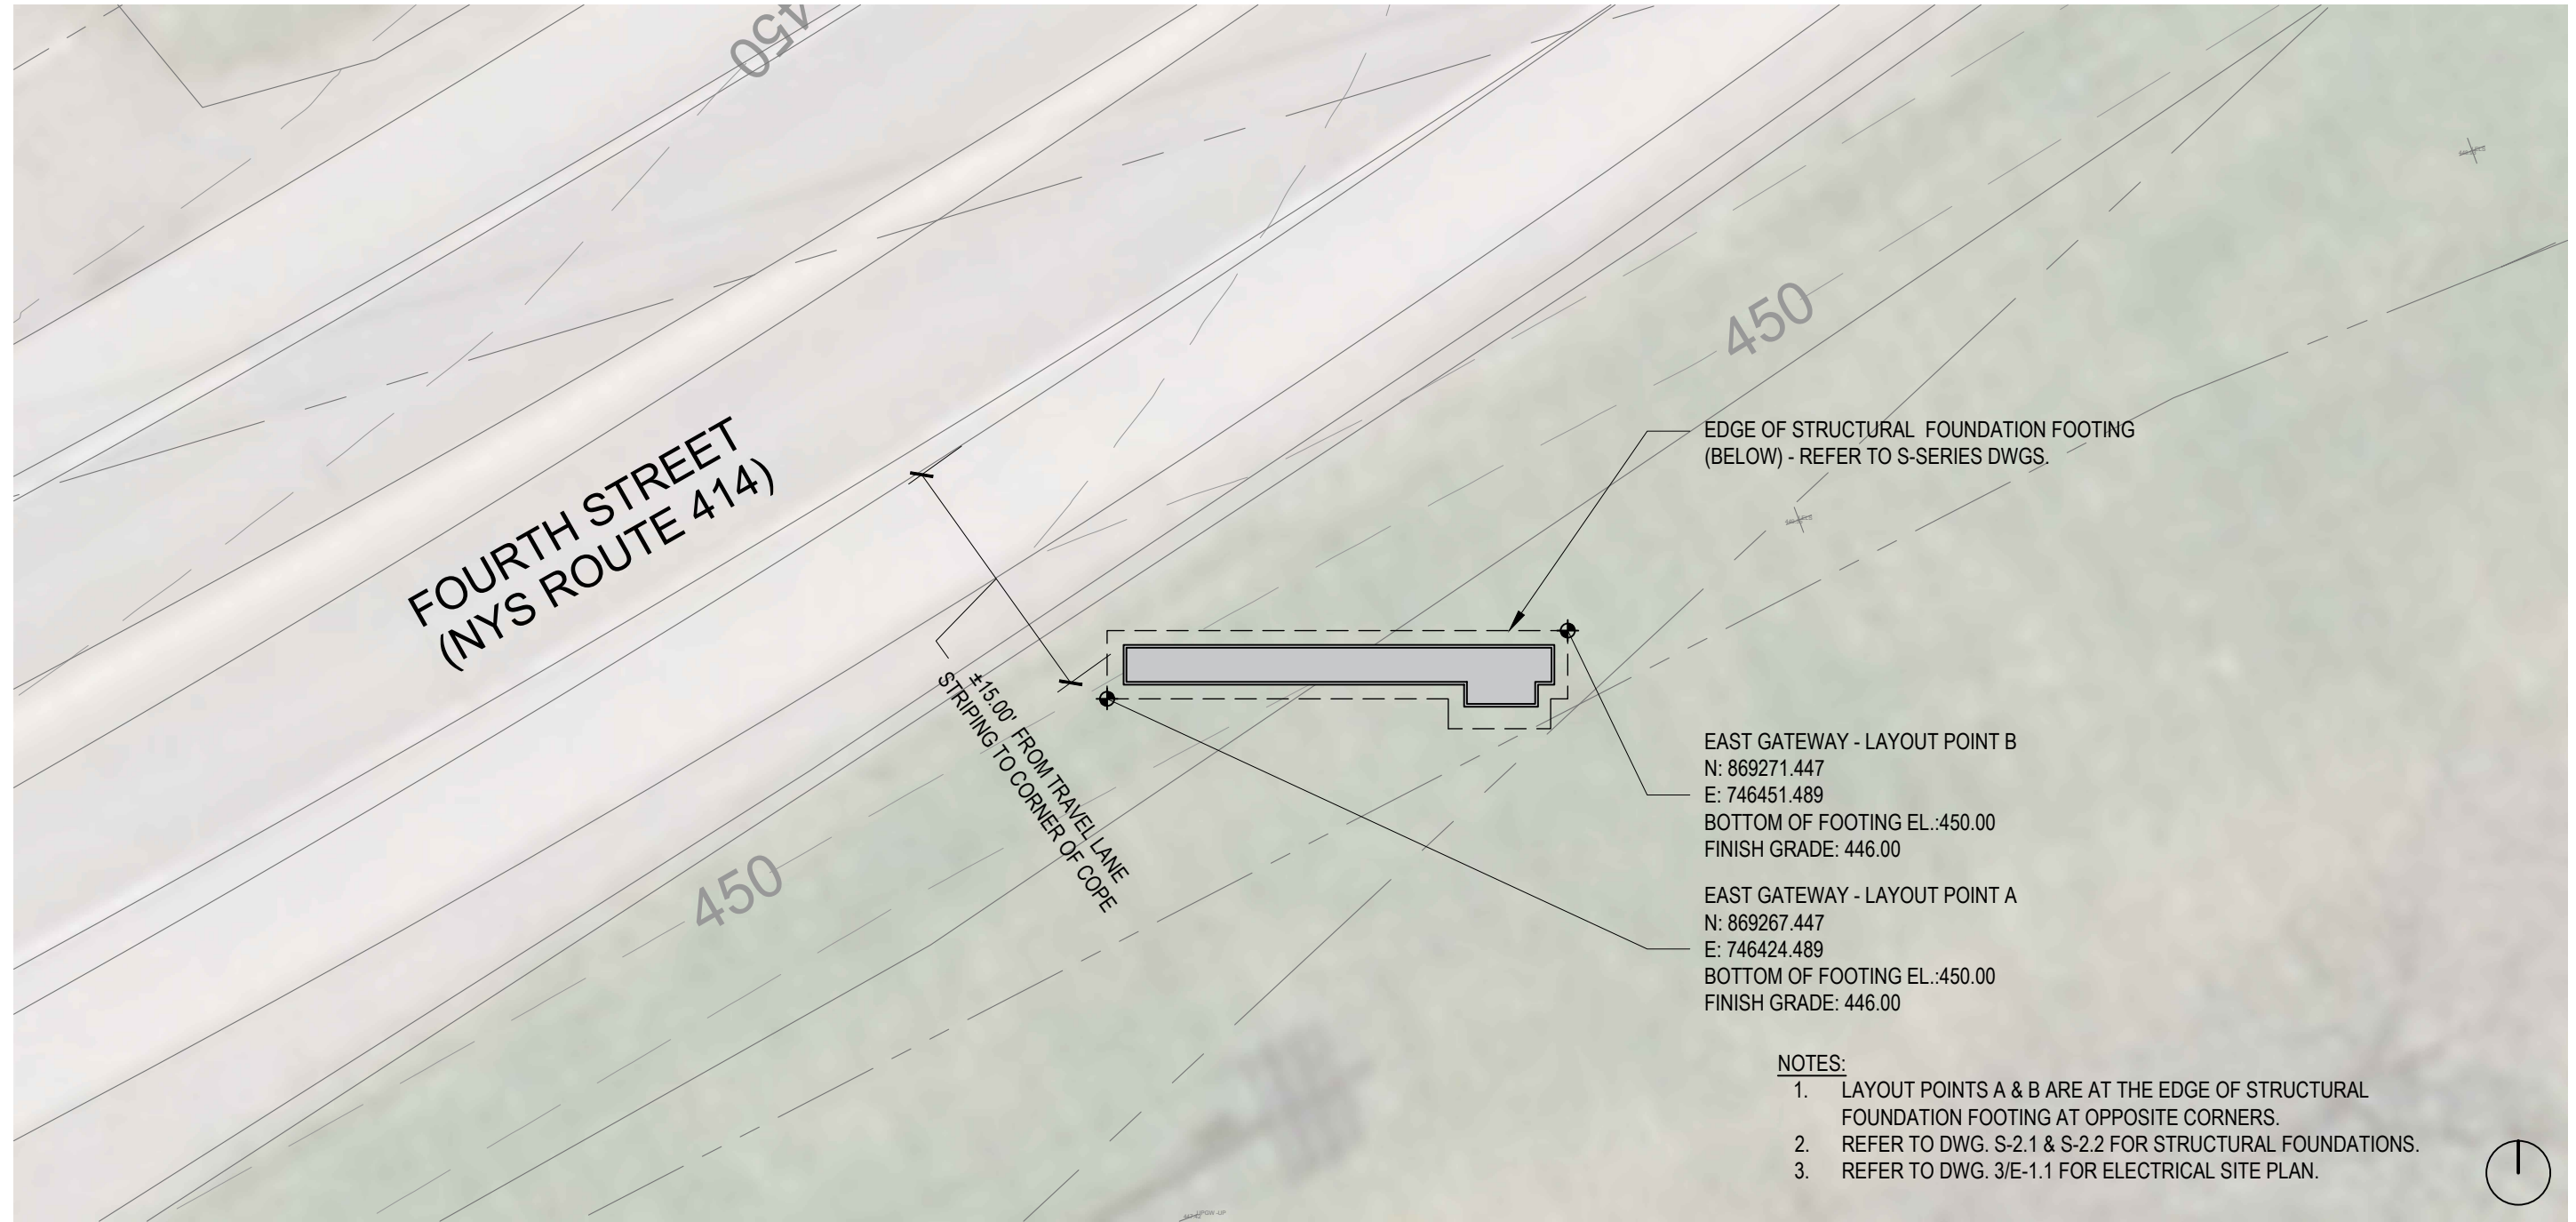 450
FOURTH STREET
(NYS ROUTE 414)
450
EDGE OF STRUCTURAL FOUNDATION FOOTING
(BELOW) - REFER TO S-SERIES DWGS.
±15.00' FROM TRAVEL LANE
STRIPING TO CORNER OF COPE
450
EAST GATEWAY - LAYOUT POINT B
N: 869271.447
E: 746451.489
BOTTOM OF FOOTING EL.:450.00
FINISH GRADE: 446.00
EAST GATEWAY - LAYOUT POINT A
N: 869267.447
E: 746424.489
BOTTOM OF FOOTING EL.:450.00
FINISH GRADE: 446.00
NOTES:
1. LAYOUT POINTS A & B ARE AT THE EDGE OF STRUCTURAL
FOUNDATION FOOTING AT OPPOSITE CORNERS.
2. REFER TO DWG. S-2.1 & S-2.2 FOR STRUCTURAL FOUNDATIONS.
3. REFER TO DWG. 3/E-1.1 FOR ELECTRICAL SITE PLAN.